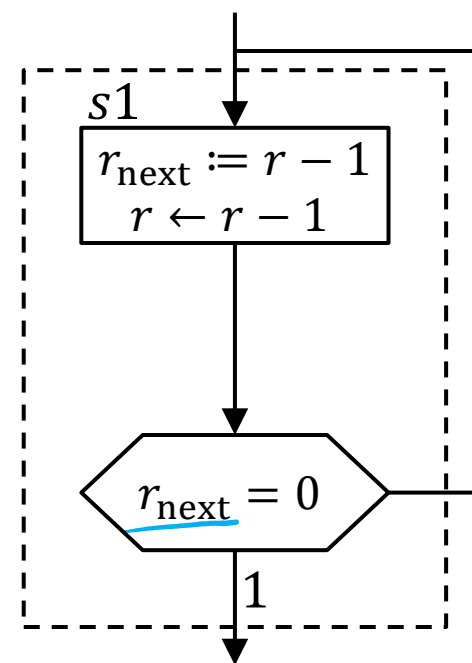 s1
r_next := r − 1
r ← r − 1
r_next = 0
1